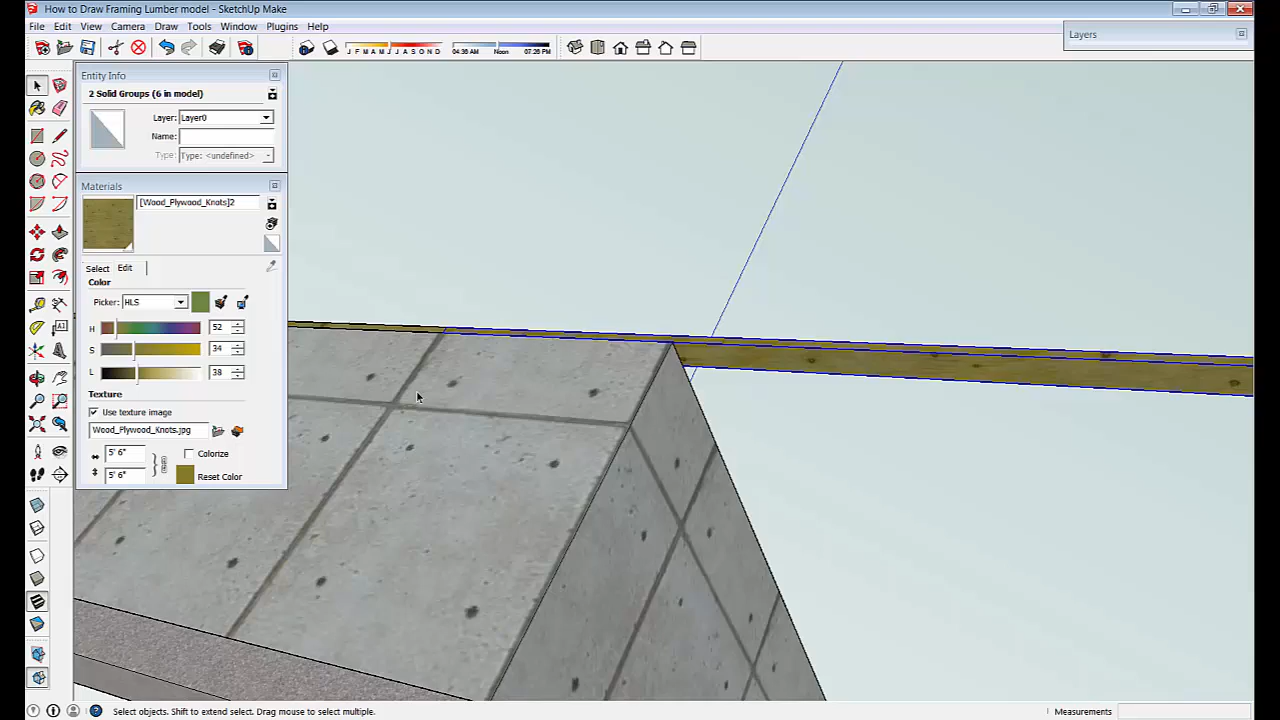 How to Draw Framing Lumber model - SketchUp Make
File Edit View Camera Draw Tools Window Plugins Help
J F M A M J J A S O N D
04:36 AM Noon 07:26 PM
Layers
Entity Info
2 Solid Groups (6 in model)
Layer: Layer0
Name:
Type: Type: <undefined>
Materials
[Wood_Plywood_Knots]2
Select Edit
Color
Picker: HLS
H 52
S 34
L 38
Texture
Use texture image
Wood_Plywood_Knots.jpg
5' 6" Colorize
5' 6" Reset Color
Select objects. Shift to extend select. Drag mouse to select multiple.
Measurements